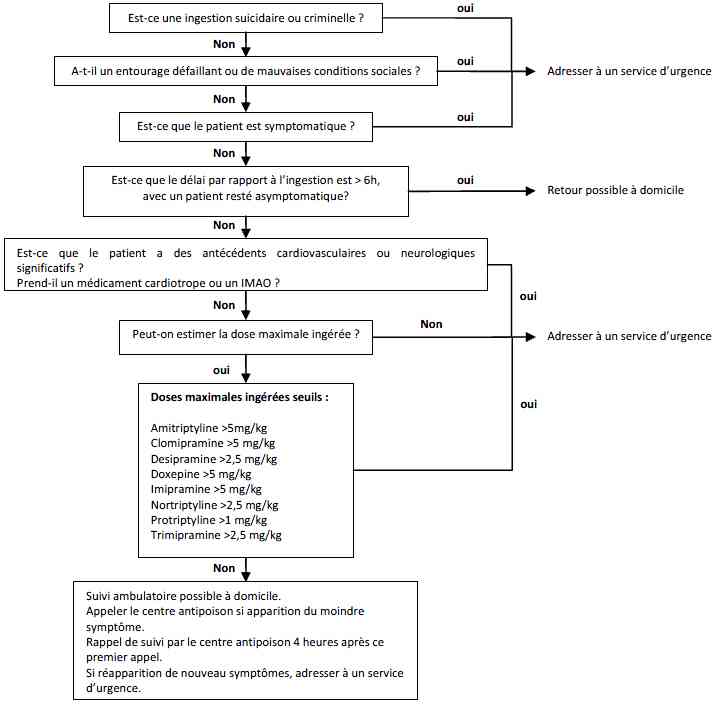 Est-ce une ingestion suicidaire ou criminelle ?
oui
Non
A-t-il un entourage défaillant ou de mauvaises conditions sociales ?
oui
Adresser à un service d'urgence
Non
Est-ce que le patient est symptomatique ?
oui
Non
Est-ce que le délai par rapport à l'ingestion est > 6h,
avec un patient resté asymptomatique?
oui
Retour possible à domicile
Non
Est-ce que le patient a des antécédents cardiovasculaires ou neurologiques
significatifs ?
Prend-il un médicament cardiotrope ou un IMAO ?
oui
Non
Peut-on estimer la dose maximale ingérée ?
Non
Adresser à un service d'urgence
oui
Doses maximales ingérées seuils :
Amitriptyline >5mg/kg
Clomipramine >5 mg/kg
Desipramine >2,5 mg/kg
Doxepine >5 mg/kg
Imipramine >5 mg/kg
Nortriptyline >2,5 mg/kg
Protriptyline >1 mg/kg
Trimipramine >2,5 mg/kg
oui
Non
Suivi ambulatoire possible à domicile.
Appeler le centre antipoison si apparition du moindre
symptôme.
Rappel de suivi par le centre antipoison 4 heures après ce
premier appel.
Si réapparition de nouveau symptômes, adresser à un service
d'urgence.